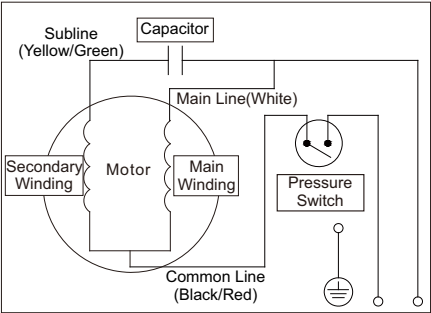 Subline
(Yellow/Green)
Capacitor
Main Line(White)
Secondary
Winding
Motor
Main
Winding
Pressure
Switch
Common Line
(Black/Red)